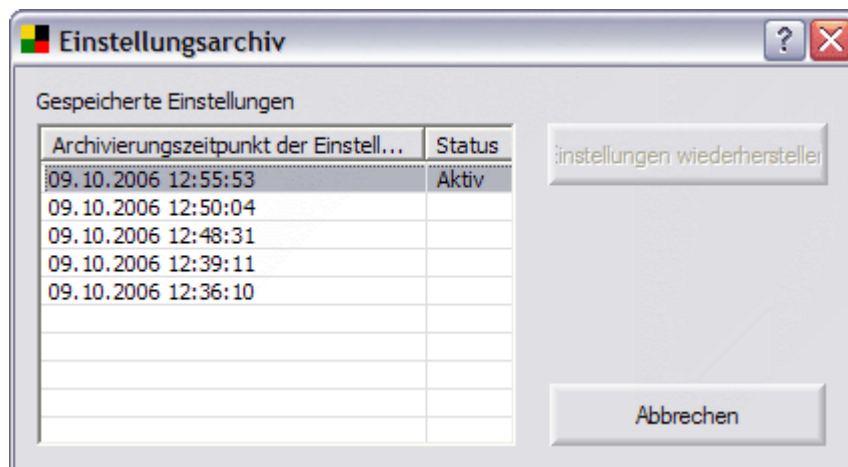 Einstellungsarchiv
Gespeicherte Einstellungen
Archivierungszeitpunkt der Einstell... Status
09.10.2006 12:55:53 Aktiv
09.10.2006 12:50:04
09.10.2006 12:48:31
09.10.2006 12:39:11
09.10.2006 12:36:10
Einstellungen wiederherstellen
Abbrechen